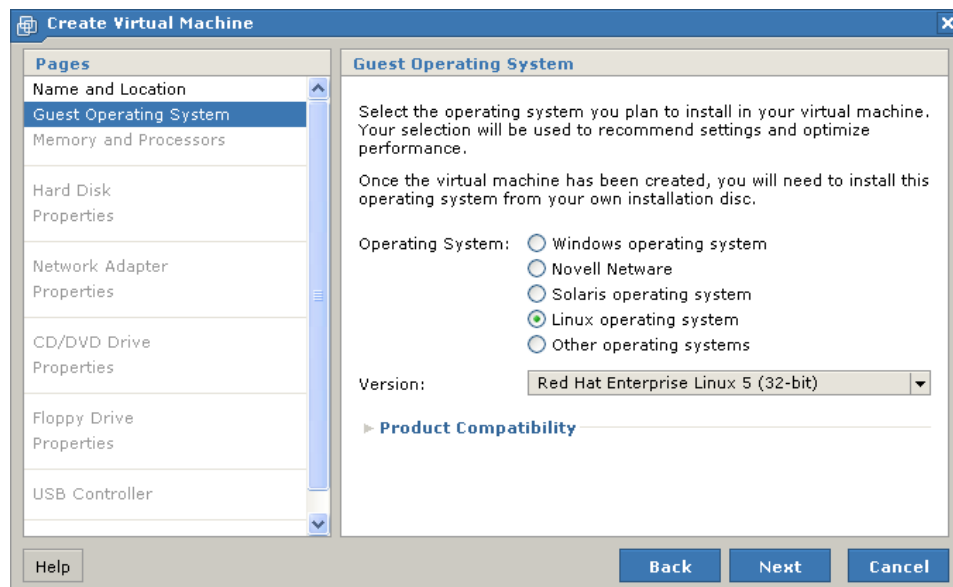 Create Virtual Machine
Pages
Name and Location
Guest Operating System
Memory and Processors
Hard Disk
Properties
Network Adapter
Properties
CD/DVD Drive
Properties
Floppy Drive
Properties
USB Controller
Guest Operating System
Select the operating system you plan to install in your virtual machine.
Your selection will be used to recommend settings and optimize
performance.
Once the virtual machine has been created, you will need to install this
operating system from your own installation disc.
Operating System:
Windows operating system
Novell Netware
Solaris operating system
Linux operating system
Other operating systems
Version:
Red Hat Enterprise Linux 5 (32-bit)
Product Compatibility
Help
Back
Next
Cancel